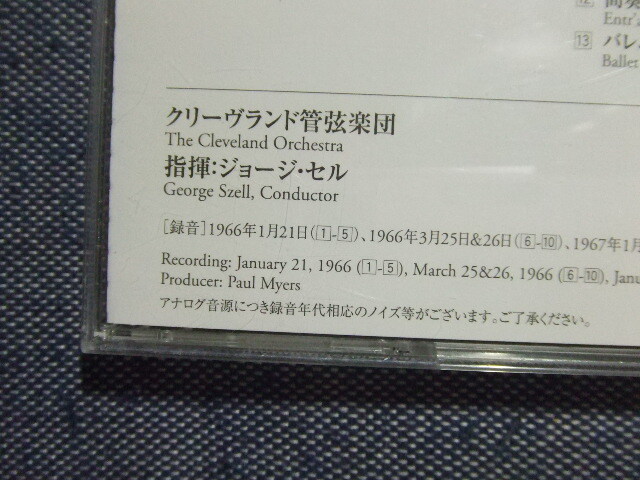 ⑫ 間奏
Entr'
⑬ バレ
Ballet
クリーヴランド管弦楽団
The Cleveland Orchestra
指揮:ジョージ・セル
George Szell, Conductor
[録音]1966年1月21日(1-5)、1966年3月25日&26日(6-10)、1967年1月
Recording: January 21, 1966 (1-5), March 25&26, 1966 (6-10), Janu
Producer: Paul Myers
アナログ音源につき録音年代相応のノイズ等がございます。ご了承ください。